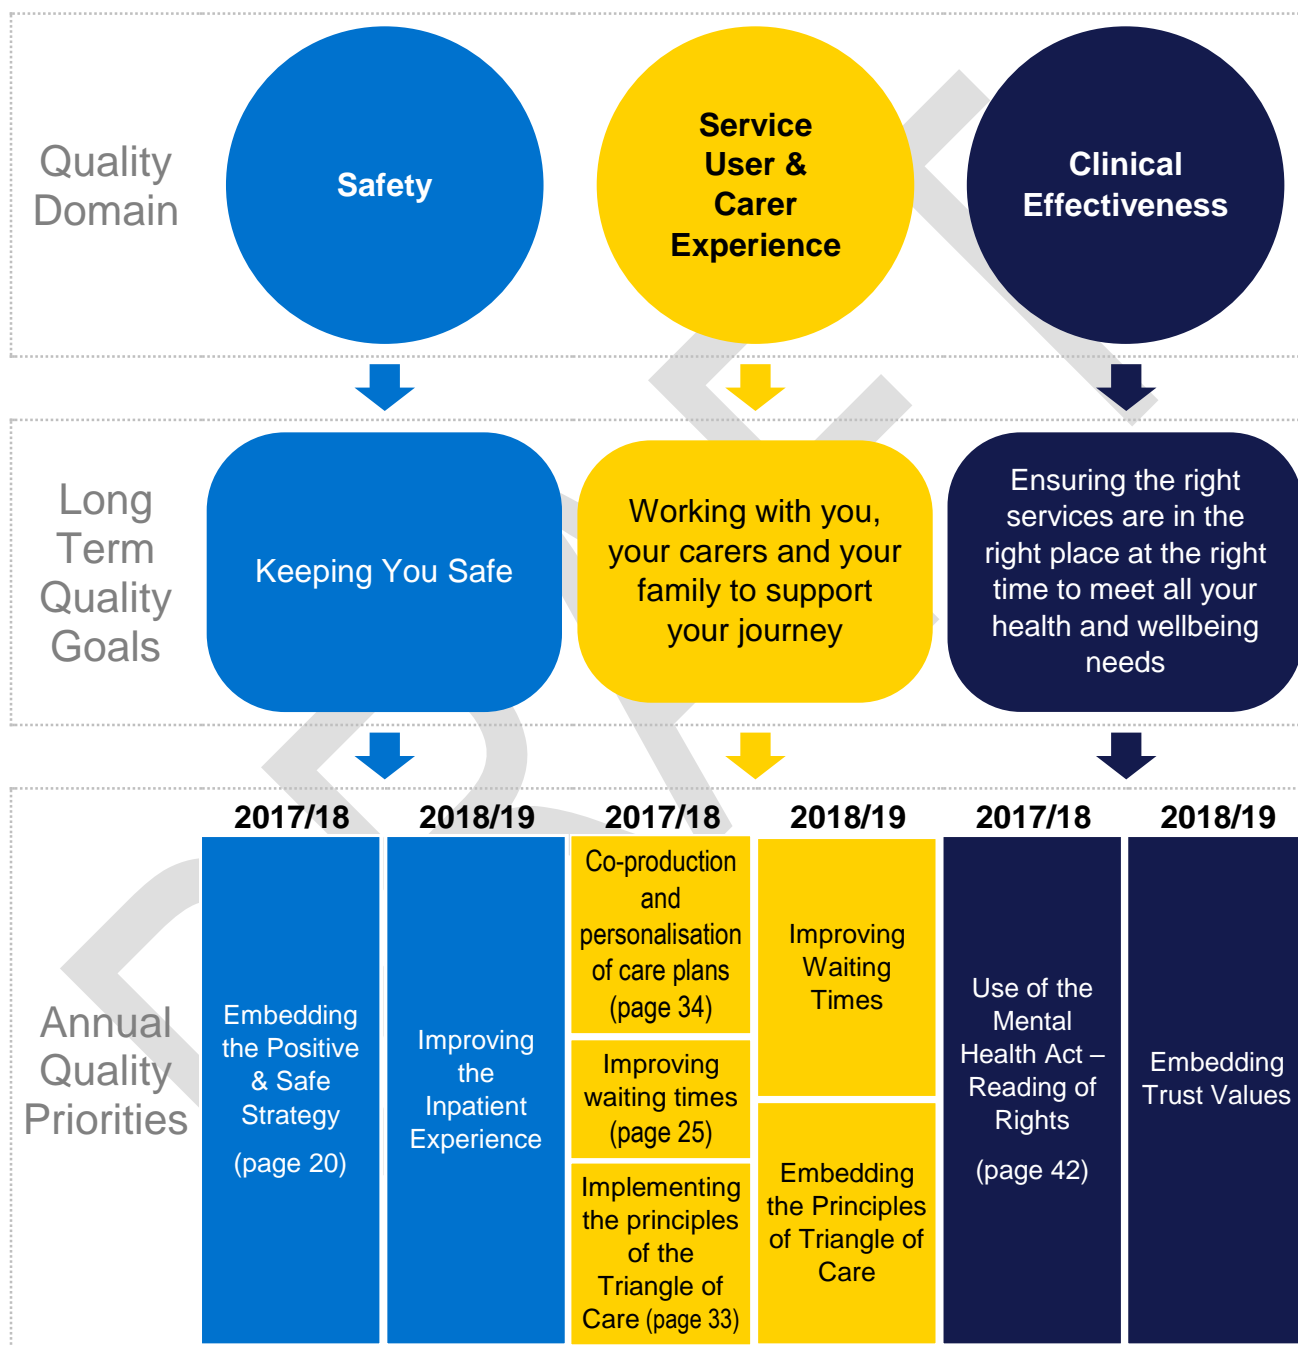 Quality
Domain
Safety
Service
User &
Carer
Experience
Clinical
Effectiveness
Long
Term
Quality
Goals
Keeping You Safe
Working with you,
your carers and your
family to support
your journey
Ensuring the right
services are in the
right place at the right
time to meet all your
health and wellbeing
needs
Annual
Quality
Priorities
2017/18
Embedding
the Positive
& Safe
Strategy
(page 20)
2018/19
Improving
the
Inpatient
Experience
2017/18
Co-production
and
personalisation
of care plans
(page 34)
Improving
waiting times
(page 25)
Implementing
the principles
of the
Triangle of
Care (page 33)
2018/19
Improving
Waiting
Times
Embedding
the Principles
of Triangle of
Care
2017/18
Use of the
Mental
Health Act –
Reading of
Rights
(page 42)
2018/19
Embedding
Trust Values
DRAFT